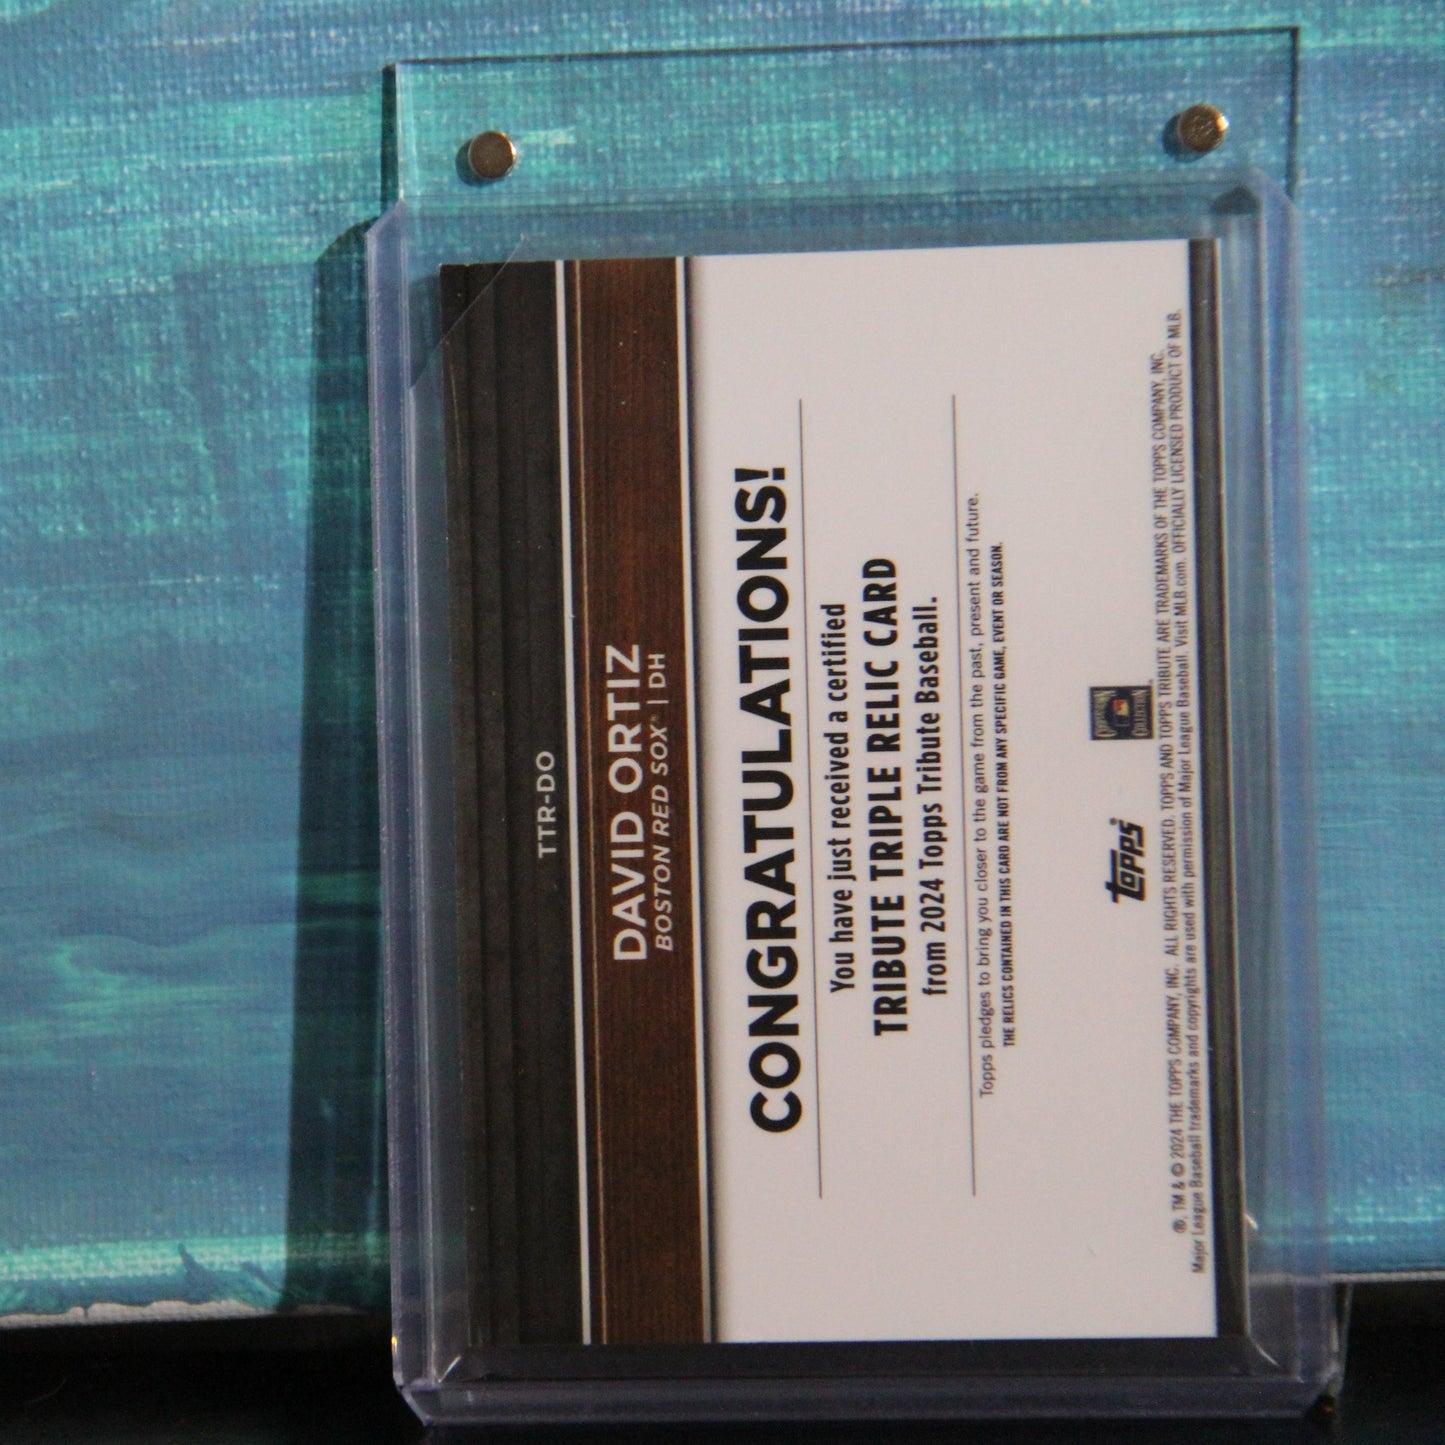 TTR-DO
DAVID ORTIZ
BOSTON RED SOX® | DH
CONGRATULATIONS!
You have just received a certified
TRIBUTE TRIPLE RELIC CARD
from 2024 Topps Tribute Baseball.
Topps pledges to bring you closer to the game from the past, present and future.
THE RELICS CONTAINED IN THIS CARD ARE NOT FROM ANY SPECIFIC GAME, EVENT OR SEASON.
topps®
COOPERSTOWN
COLLECTION
®, TM & © 2024 THE TOPPS COMPANY, INC. ALL RIGHTS RESERVED. TOPPS AND TOPPS TRIBUTE ARE TRADEMARKS OF THE TOPPS COMPANY, INC.
Major League Baseball trademarks and copyrights are used with permission of Major League Baseball. Visit MLB.com. OFFICIALLY LICENSED PRODUCT OF MLB.